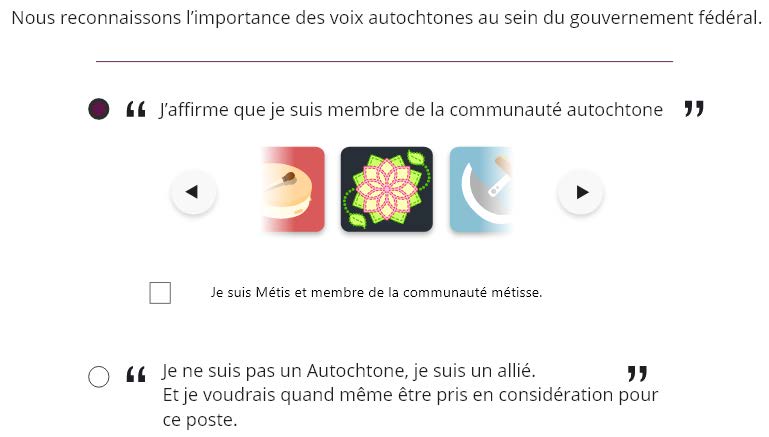 Nous reconnaissons l’importance des voix autochtones au sein du gouvernement fédéral.
“ J’affirme que je suis membre de la communauté autochtone ”
Je suis Métis et membre de la communauté métisse.
“ Je ne suis pas un Autochtone, je suis un allié. ”
Et je voudrais quand même être pris en considération pour
ce poste.